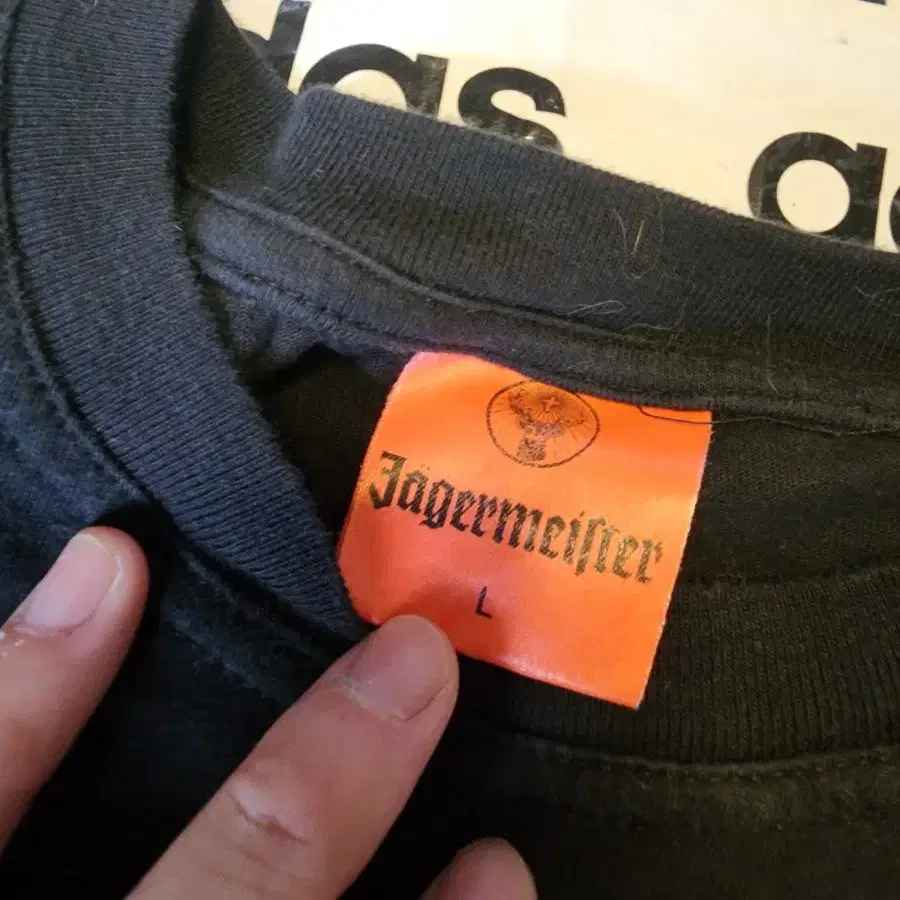 das
a
Jägermeiſter
L